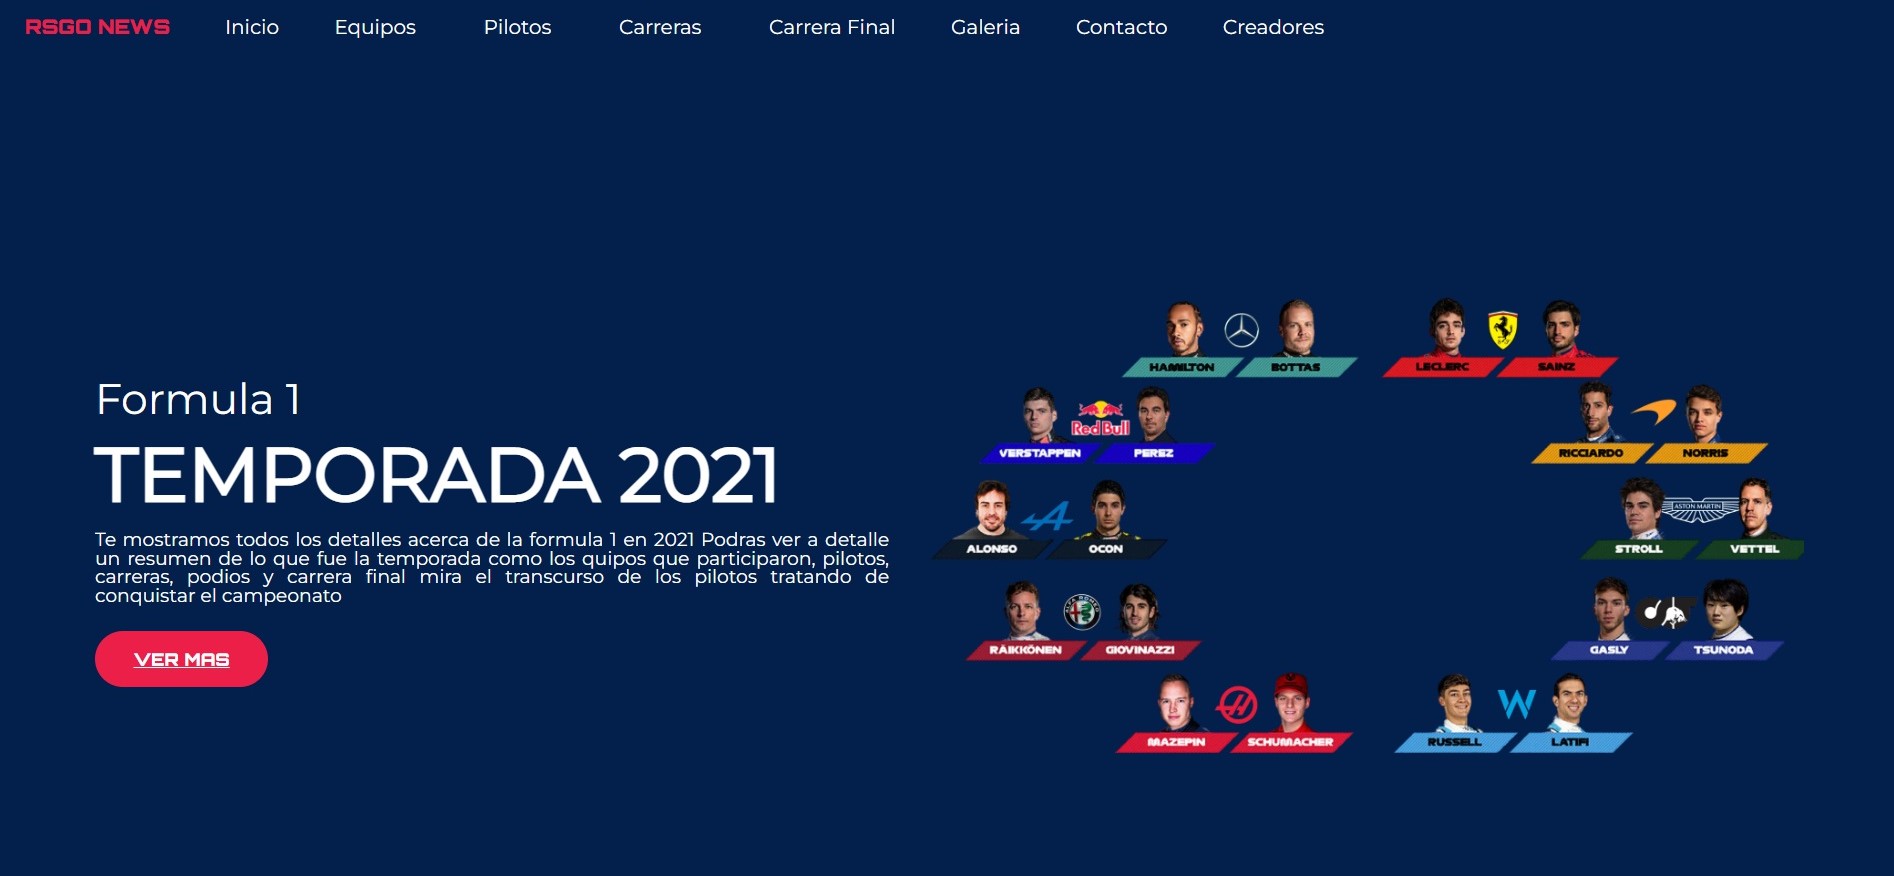 RSGO NEWS Inicio Equipos Pilotos Carreras Carrera Final Galeria Contacto Creadores
Formula 1
TEMPORADA 2021
Te mostramos todos los detalles acerca de la formula 1 en 2021 Podras ver a detalle
un resumen de lo que fue la temporada como los quipos que participaron, pilotos,
carreras, podios y carrera final mira el transcurso de los pilotos tratando de
conquistar el campeonato
VER MAS
HAMILTON BOTTAS LECLERC SAINZ
Red Bull
VERSTAPPEN PEREZ RICCIARDO NORRIS
ASTON MARTIN
ALONSO OCON STROLL VETTEL
ALFA ROMEO
RÄIKKÖNEN GIOVINAZZI GASLY TSUNODA
MAZEPIN SCHUMACHER RUSSELL LATIFI